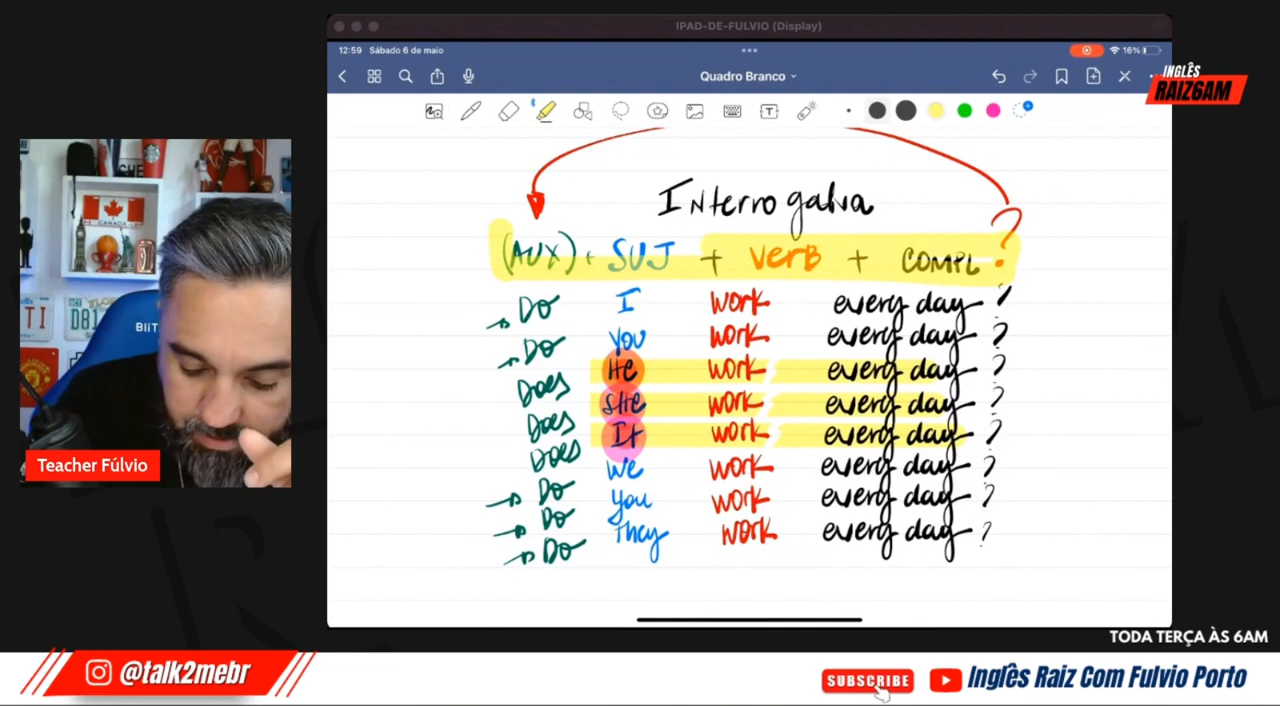 IPAD-DE-FULVIO (Display)
12:59 Sábado 6 de maio
16%
Quadro Branco
INGLÊS
RAIZ6AM
Interrogativa
(AUX) + SUJ + VERB + COMPL ?
Do I work every day ?
Do you work every day ?
Does He work every day ?
Does SHe work every day ?
Does It work every day ?
Do we work every day ?
Do you work every day ?
Do they work every day ?
CANADA
BLiT
Teacher Fúlvio
TODA TERÇA ÀS 6AM
@talk2mebr
SUBSCRIBE
Inglês Raiz Com Fulvio Porto